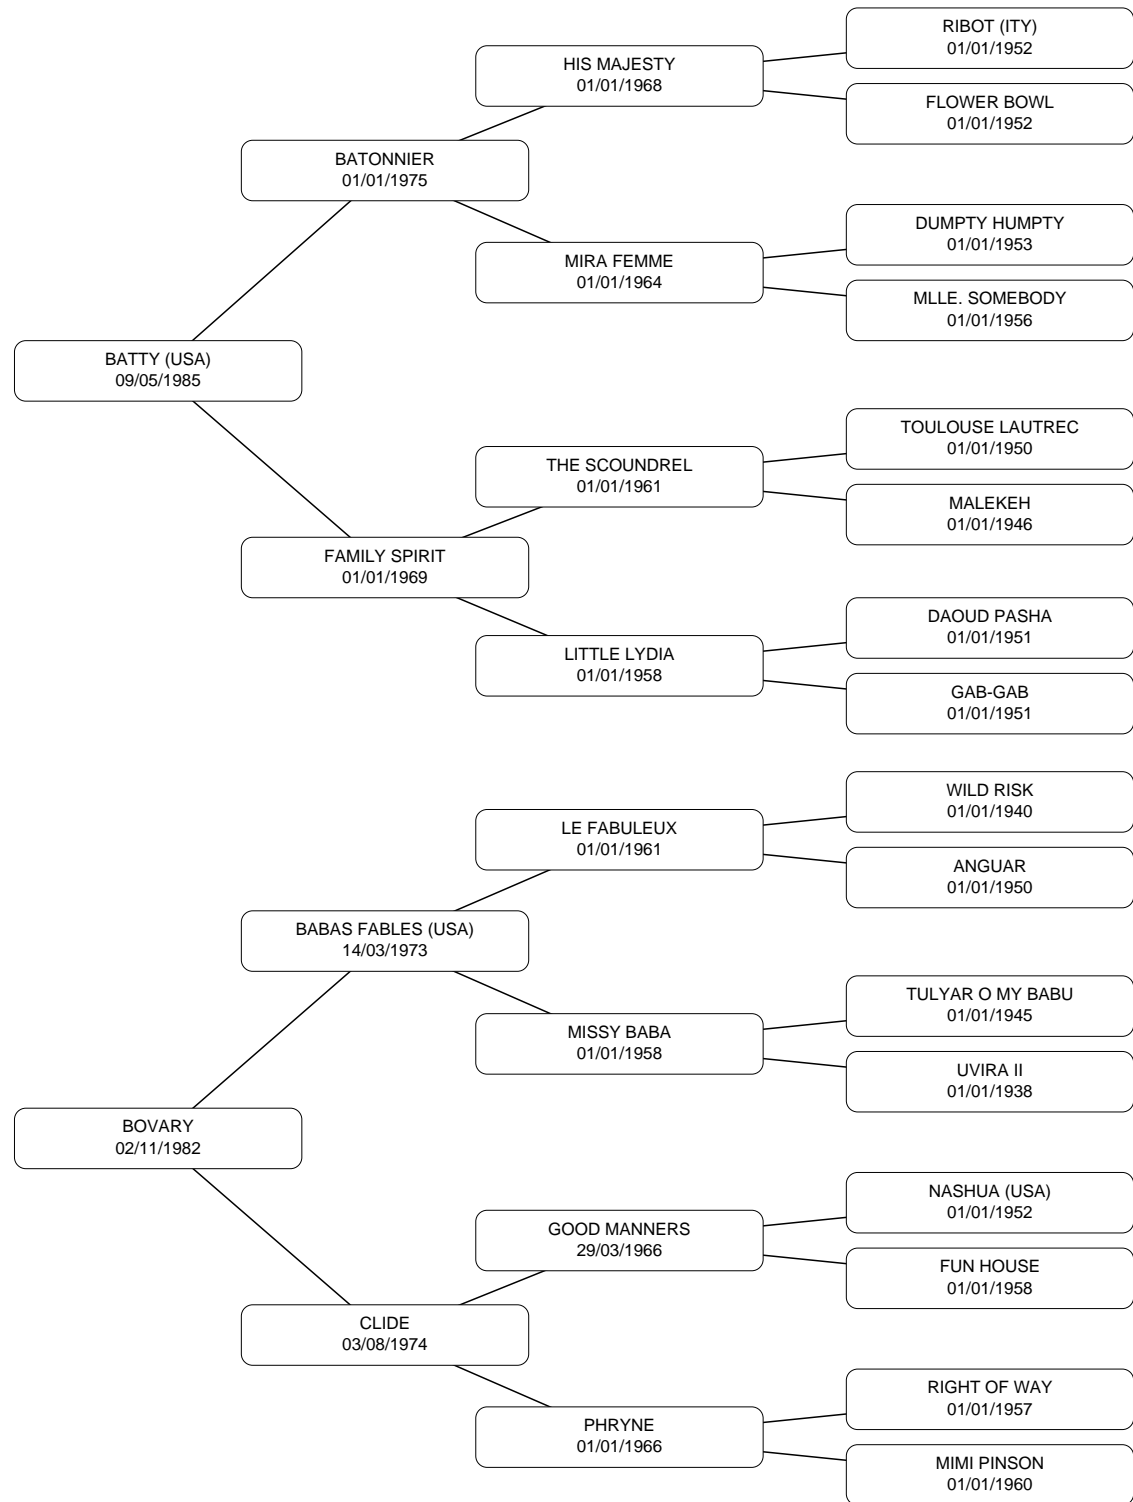 RIBOT (ITY)
01/01/1952
HIS MAJESTY
01/01/1968
FLOWER BOWL
01/01/1952
BATONNIER
01/01/1975
DUMPTY HUMPTY
01/01/1953
MIRA FEMME
01/01/1964
MLLE. SOMEBODY
01/01/1956
BATTY (USA)
09/05/1985
TOULOUSE LAUTREC
01/01/1950
THE SCOUNDREL
01/01/1961
MALEKEH
01/01/1946
FAMILY SPIRIT
01/01/1969
DAOUD PASHA
01/01/1951
LITTLE LYDIA
01/01/1958
GAB-GAB
01/01/1951
WILD RISK
01/01/1940
LE FABULEUX
01/01/1961
ANGUAR
01/01/1950
BABAS FABLES (USA)
14/03/1973
TULYAR O MY BABU
01/01/1945
MISSY BABA
01/01/1958
UVIRA II
01/01/1938
BOVARY
02/11/1982
NASHUA (USA)
01/01/1952
GOOD MANNERS
29/03/1966
FUN HOUSE
01/01/1958
CLIDE
03/08/1974
RIGHT OF WAY
01/01/1957
PHRYNE
01/01/1966
MIMI PINSON
01/01/1960